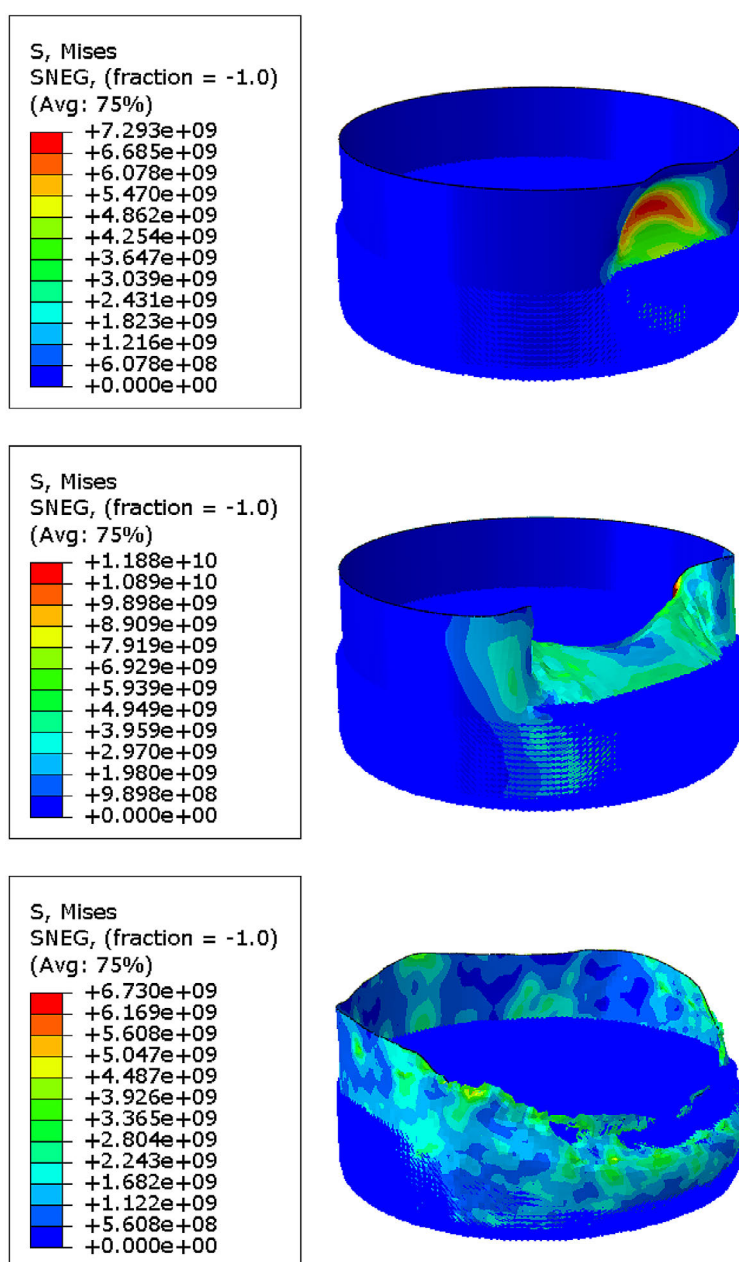 S, Mises
SNEG, (fraction = -1.0)
(Avg: 75%)
+7.293e+09
+6.685e+09
+6.078e+09
+5.470e+09
+4.862e+09
+4.254e+09
+3.647e+09
+3.039e+09
+2.431e+09
+1.823e+09
+1.216e+09
+6.078e+08
+0.000e+00
S, Mises
SNEG, (fraction = -1.0)
(Avg: 75%)
+1.188e+10
+1.089e+10
+9.898e+09
+8.909e+09
+7.919e+09
+6.929e+09
+5.939e+09
+4.949e+09
+3.959e+09
+2.970e+09
+1.980e+09
+9.898e+08
+0.000e+00
S, Mises
SNEG, (fraction = -1.0)
(Avg: 75%)
+6.730e+09
+6.169e+09
+5.608e+09
+5.047e+09
+4.487e+09
+3.926e+09
+3.365e+09
+2.804e+09
+2.243e+09
+1.682e+09
+1.122e+09
+5.608e+08
+0.000e+00